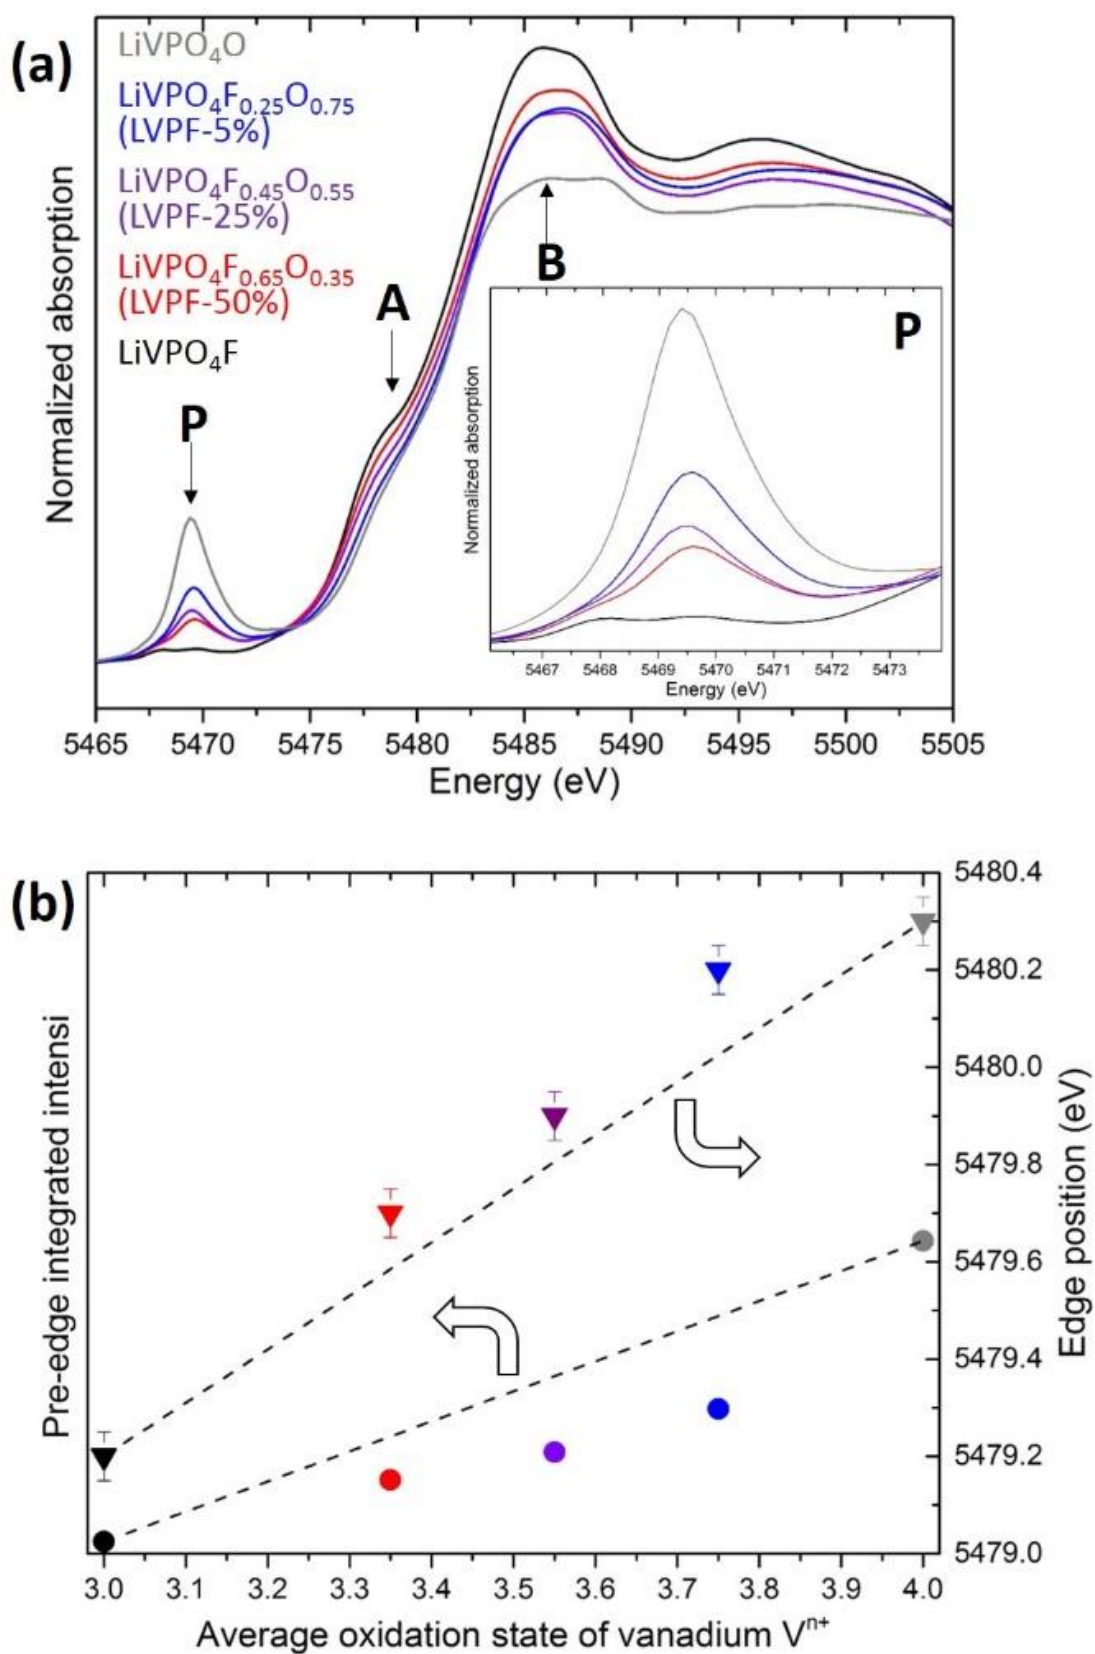 (a)
LiVPO₄O
LiVPO₄F₀.₂₅O₀.₇₅
(LVPF-5%)
LiVPO₄F₀.₄₅O₀.₅₅
(LVPF-25%)
LiVPO₄F₀.₆₅O₀.₃₅
(LVPF-50%)
LiVPO₄F
P
A
B
Normalized absorption
5465 5470 5475 5480 5485 5490 5495 5500 5505
Energy (eV)
P
Normalized absorption
5467 5468 5469 5470 5471 5472 5473
Energy (eV)
(b)
Pre-edge integrated intensi
5480.4
5480.2
5480.0
5479.8
5479.6
5479.4
5479.2
5479.0
Edge position (eV)
3.0 3.1 3.2 3.3 3.4 3.5 3.6 3.7 3.8 3.9 4.0
Average oxidation state of vanadium Vⁿ⁺